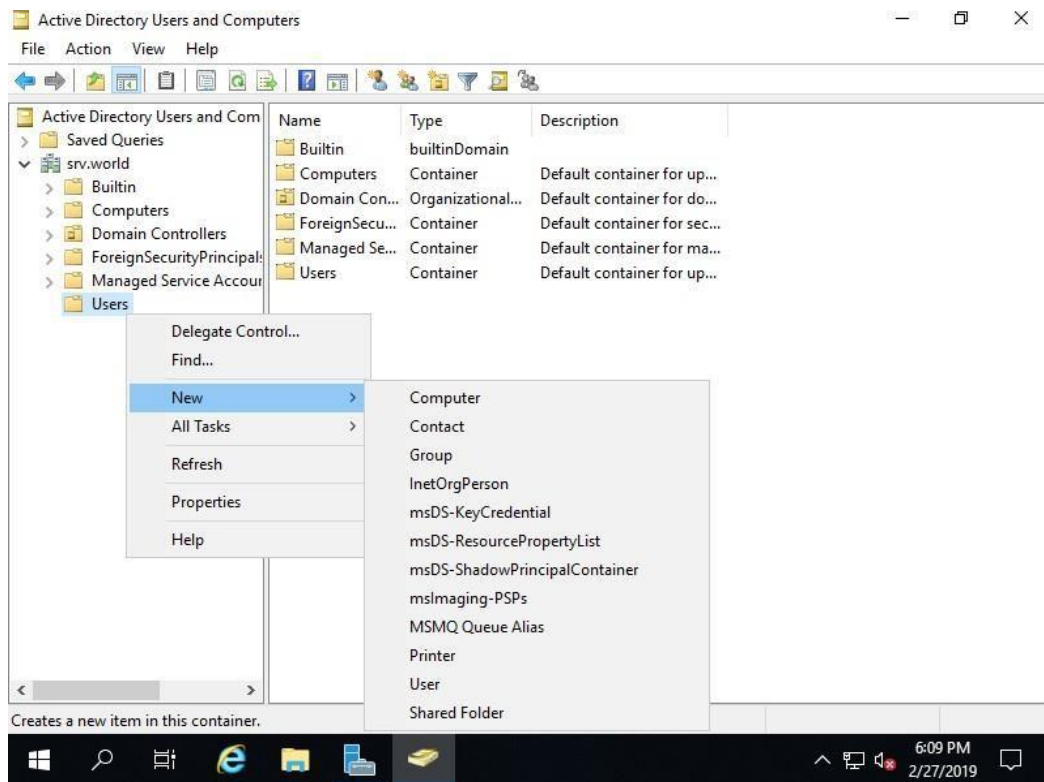 Active Directory Users and Computers
File Action View Help
Active Directory Users and Com
Saved Queries
srv.world
Builtin
Computers
Domain Controllers
ForeignSecurityPrincipal:
Managed Service Accour
Users
Name Type Description
Builtin builtinDomain
Computers Container Default container for up...
Domain Con... Organizational... Default container for do...
ForeignSecu... Container Default container for sec...
Managed Se... Container Default container for ma...
Users Container Default container for up...
Delegate Control...
Find...
New
All Tasks
Refresh
Properties
Help
Computer
Contact
Group
InetOrgPerson
msDS-KeyCredential
msDS-ResourcePropertyList
msDS-ShadowPrincipalContainer
msImaging-PSPs
MSMQ Queue Alias
Printer
User
Shared Folder
Creates a new item in this container.
6:09 PM
2/27/2019